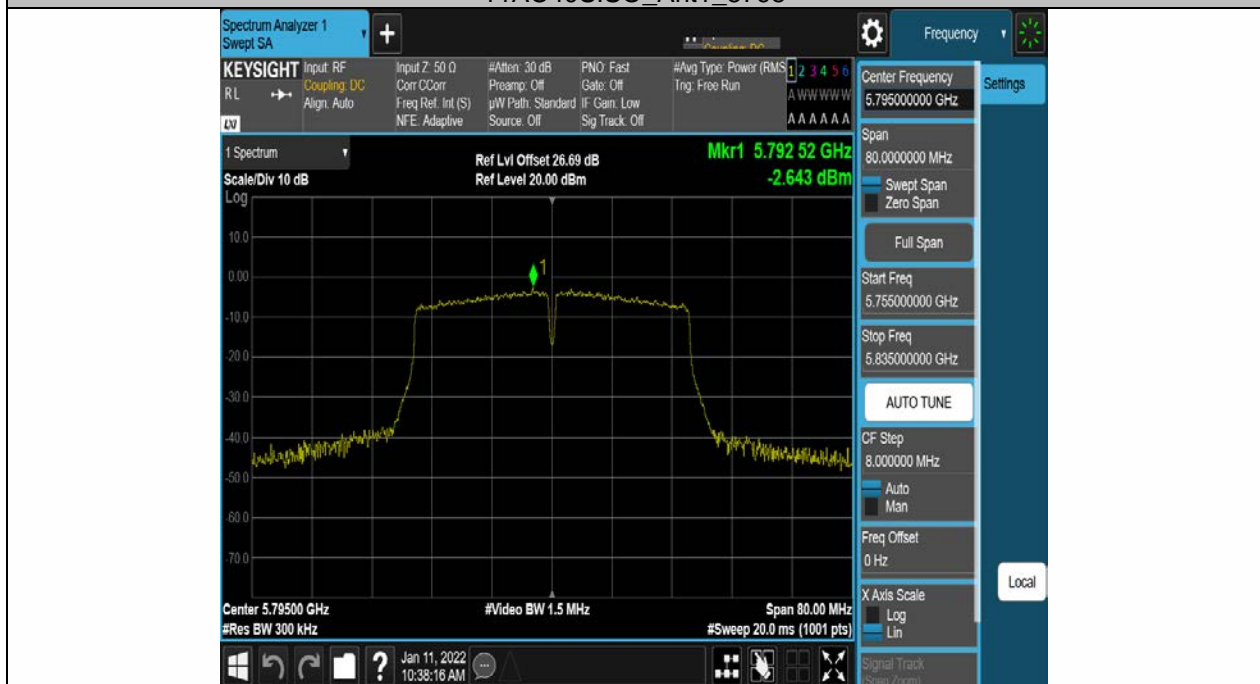 Spectrum Analyzer 1
Swept SA
+
Frequency
KEYSIGHT
RL
LXI
Input: RF
Coupling: DC
Align: Auto
Input Z: 50 Ω
Corr CCorr
Freq Ref: Int (S)
NFE: Adaptive
#Atten: 30 dB
Preamp: Off
µW Path: Standard
Source: Off
PNO: Fast
Gate: Off
IF Gain: Low
Sig Track: Off
#Avg Type: Power (RMS
Trig: Free Run
1 2 3 4 5 6
A W W W W W
A A A A A A
1 Spectrum
Scale/Div 10 dB
Ref Lvl Offset 26.69 dB
Ref Level 20.00 dBm
Mkr1 5.792 52 GHz
-2.643 dBm
Log
10.0
0.00
-10.0
-20.0
-30.0
-40.0
-50.0
-60.0
-70.0
1
Center 5.79500 GHz
#Res BW 300 kHz
#Video BW 1.5 MHz
Span 80.00 MHz
#Sweep 20.0 ms (1001 pts)
Center Frequency
5.795000000 GHz
Settings
Span
80.0000000 MHz
Swept Span
Zero Span
Full Span
Start Freq
5.755000000 GHz
Stop Freq
5.835000000 GHz
AUTO TUNE
CF Step
8.000000 MHz
Auto
Man
Freq Offset
0 Hz
X Axis Scale
Log
Lin
Signal Track
(Span Zoom)
Local
?
Jan 11, 2022
10:38:16 AM